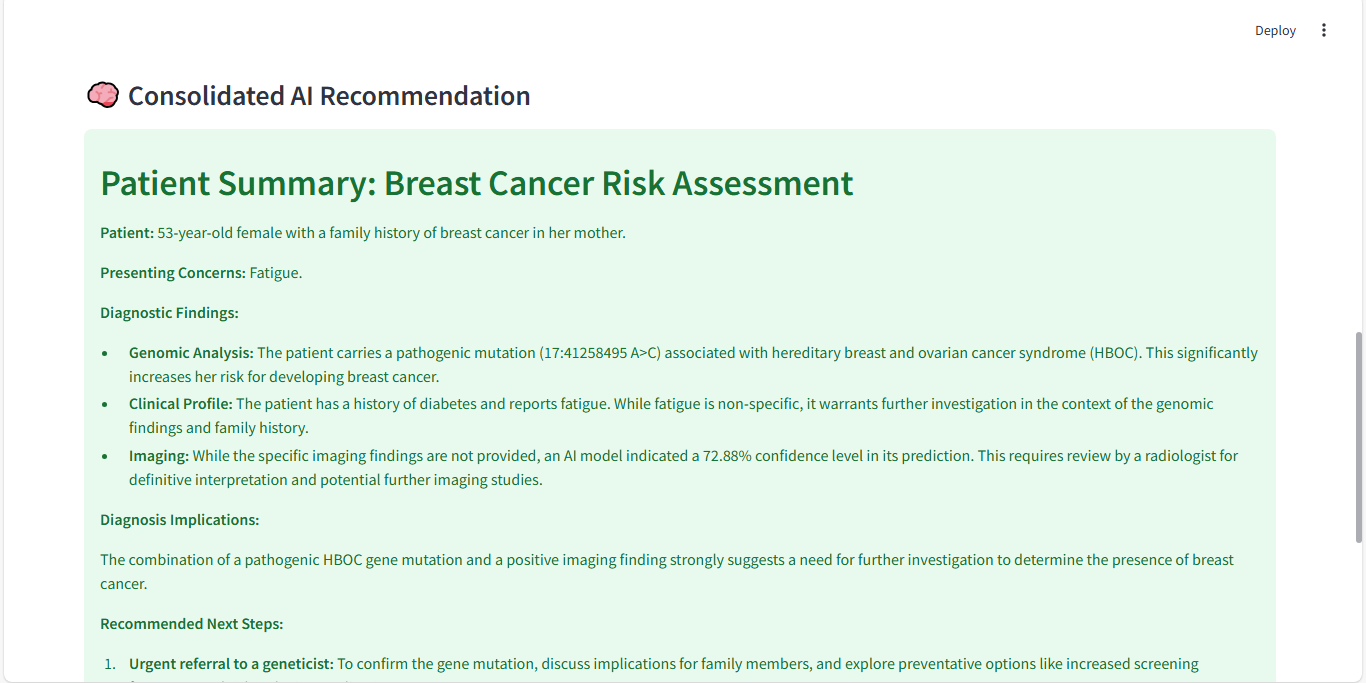 Deploy
Consolidated AI Recommendation
Patient Summary: Breast Cancer Risk Assessment
Patient: 53-year-old female with a family history of breast cancer in her mother.
Presenting Concerns: Fatigue.
Diagnostic Findings:
• Genomic Analysis: The patient carries a pathogenic mutation (17:41258495 A>C) associated with hereditary breast and ovarian cancer syndrome (HBOC). This significantly
increases her risk for developing breast cancer.
• Clinical Profile: The patient has a history of diabetes and reports fatigue. While fatigue is non-specific, it warrants further investigation in the context of the genomic
findings and family history.
• Imaging: While the specific imaging findings are not provided, an AI model indicated a 72.88% confidence level in its prediction. This requires review by a radiologist for
definitive interpretation and potential further imaging studies.
Diagnosis Implications:
The combination of a pathogenic HBOC gene mutation and a positive imaging finding strongly suggests a need for further investigation to determine the presence of breast
cancer.
Recommended Next Steps:
1. Urgent referral to a geneticist: To confirm the gene mutation, discuss implications for family members, and explore preventative options like increased screening